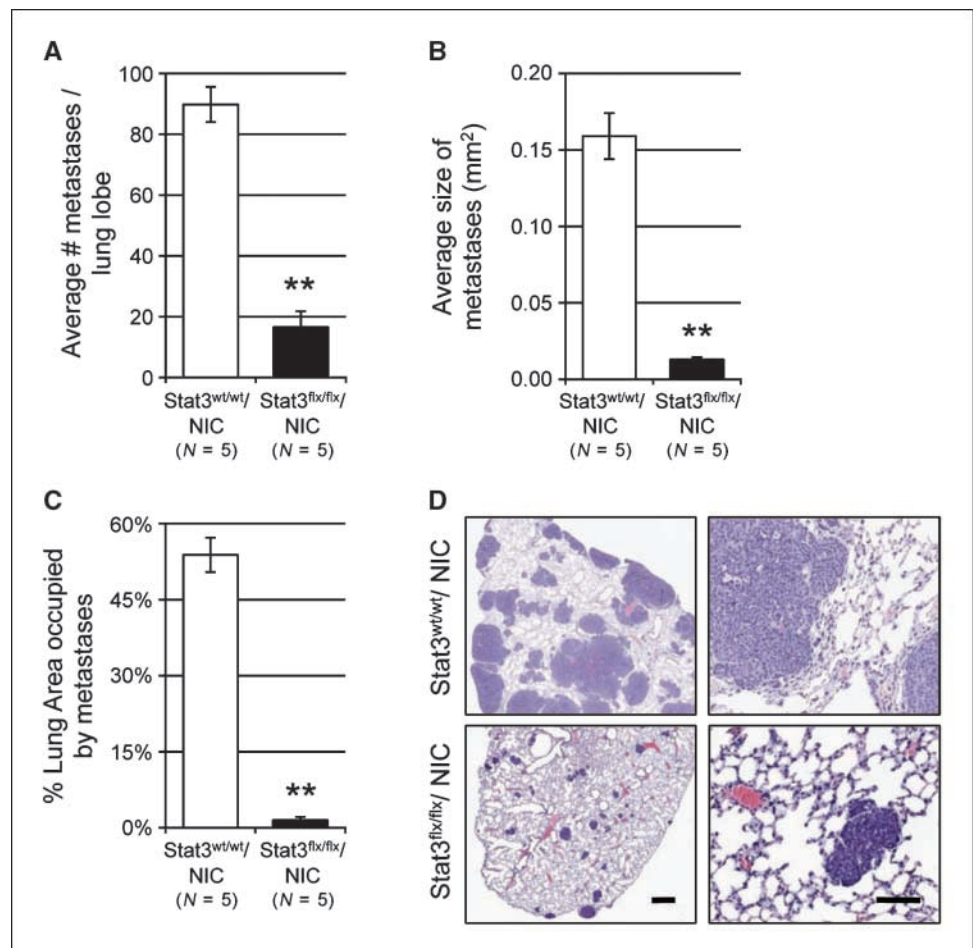 A
Average # metastases /
lung lobe
100
80
60
40
20
0
**
Stat3wt/wt/
NIC
(N = 5)
Stat3flx/flx/
NIC
(N = 5)
B
Average size of
metastases (mm2)
0.20
0.15
0.10
0.05
0.00
**
Stat3wt/wt/
NIC
(N = 5)
Stat3flx/flx/
NIC
(N = 5)
C
% Lung Area occupied
by metastases
60%
45%
30%
15%
0%
**
Stat3wt/wt/
NIC
(N = 5)
Stat3flx/flx/
NIC
(N = 5)
D
Stat3wt/wt/ NIC
Stat3flx/flx/ NIC